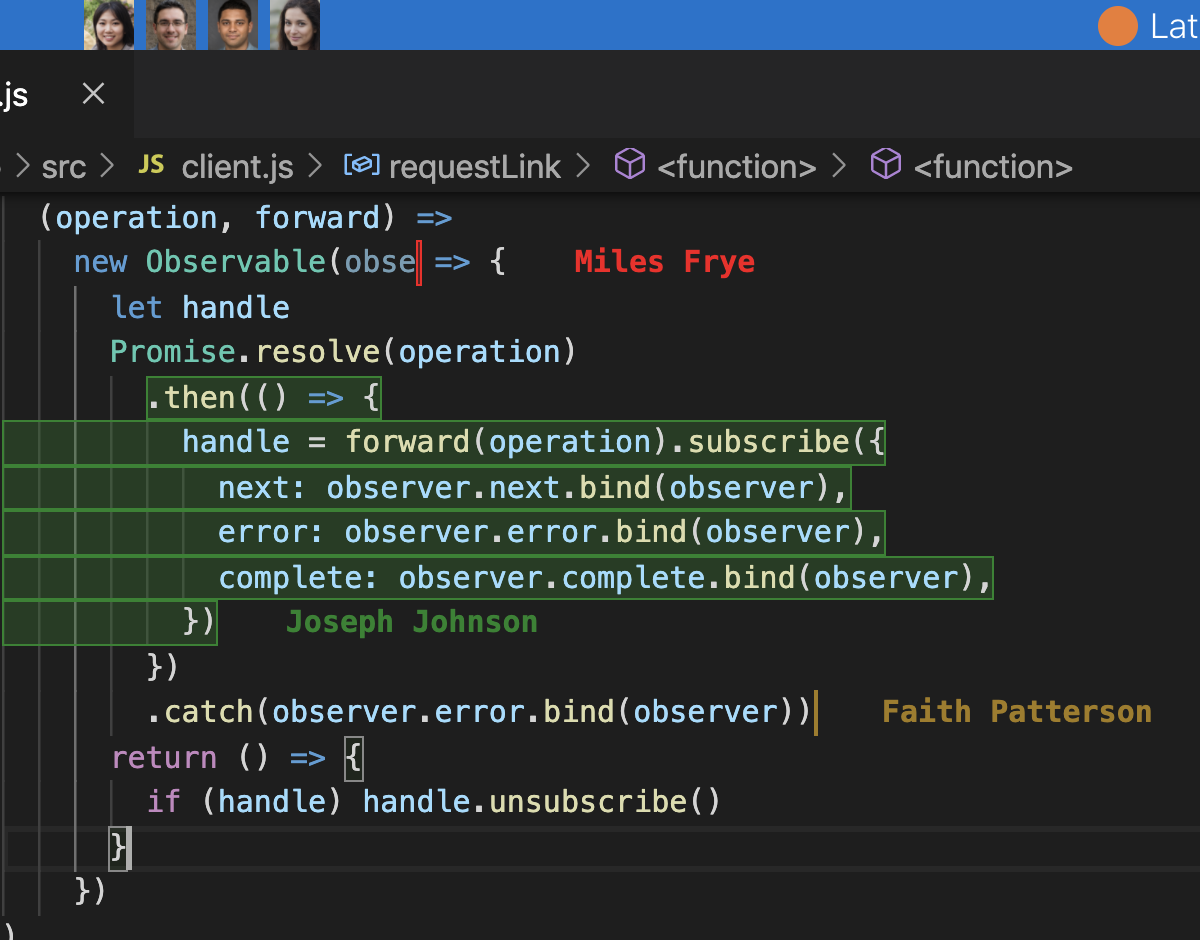 Lat
.js
src > JS client.js > requestLink > <function> > <function>
(operation, forward) =>
new Observable(obse => { Miles Frye
let handle
Promise.resolve(operation)
.then(() => {
handle = forward(operation).subscribe({
next: observer.next.bind(observer),
error: observer.error.bind(observer),
complete: observer.complete.bind(observer),
}) Joseph Johnson
})
.catch(observer.error.bind(observer)) Faith Patterson
return () => {
if (handle) handle.unsubscribe()
}
})
)